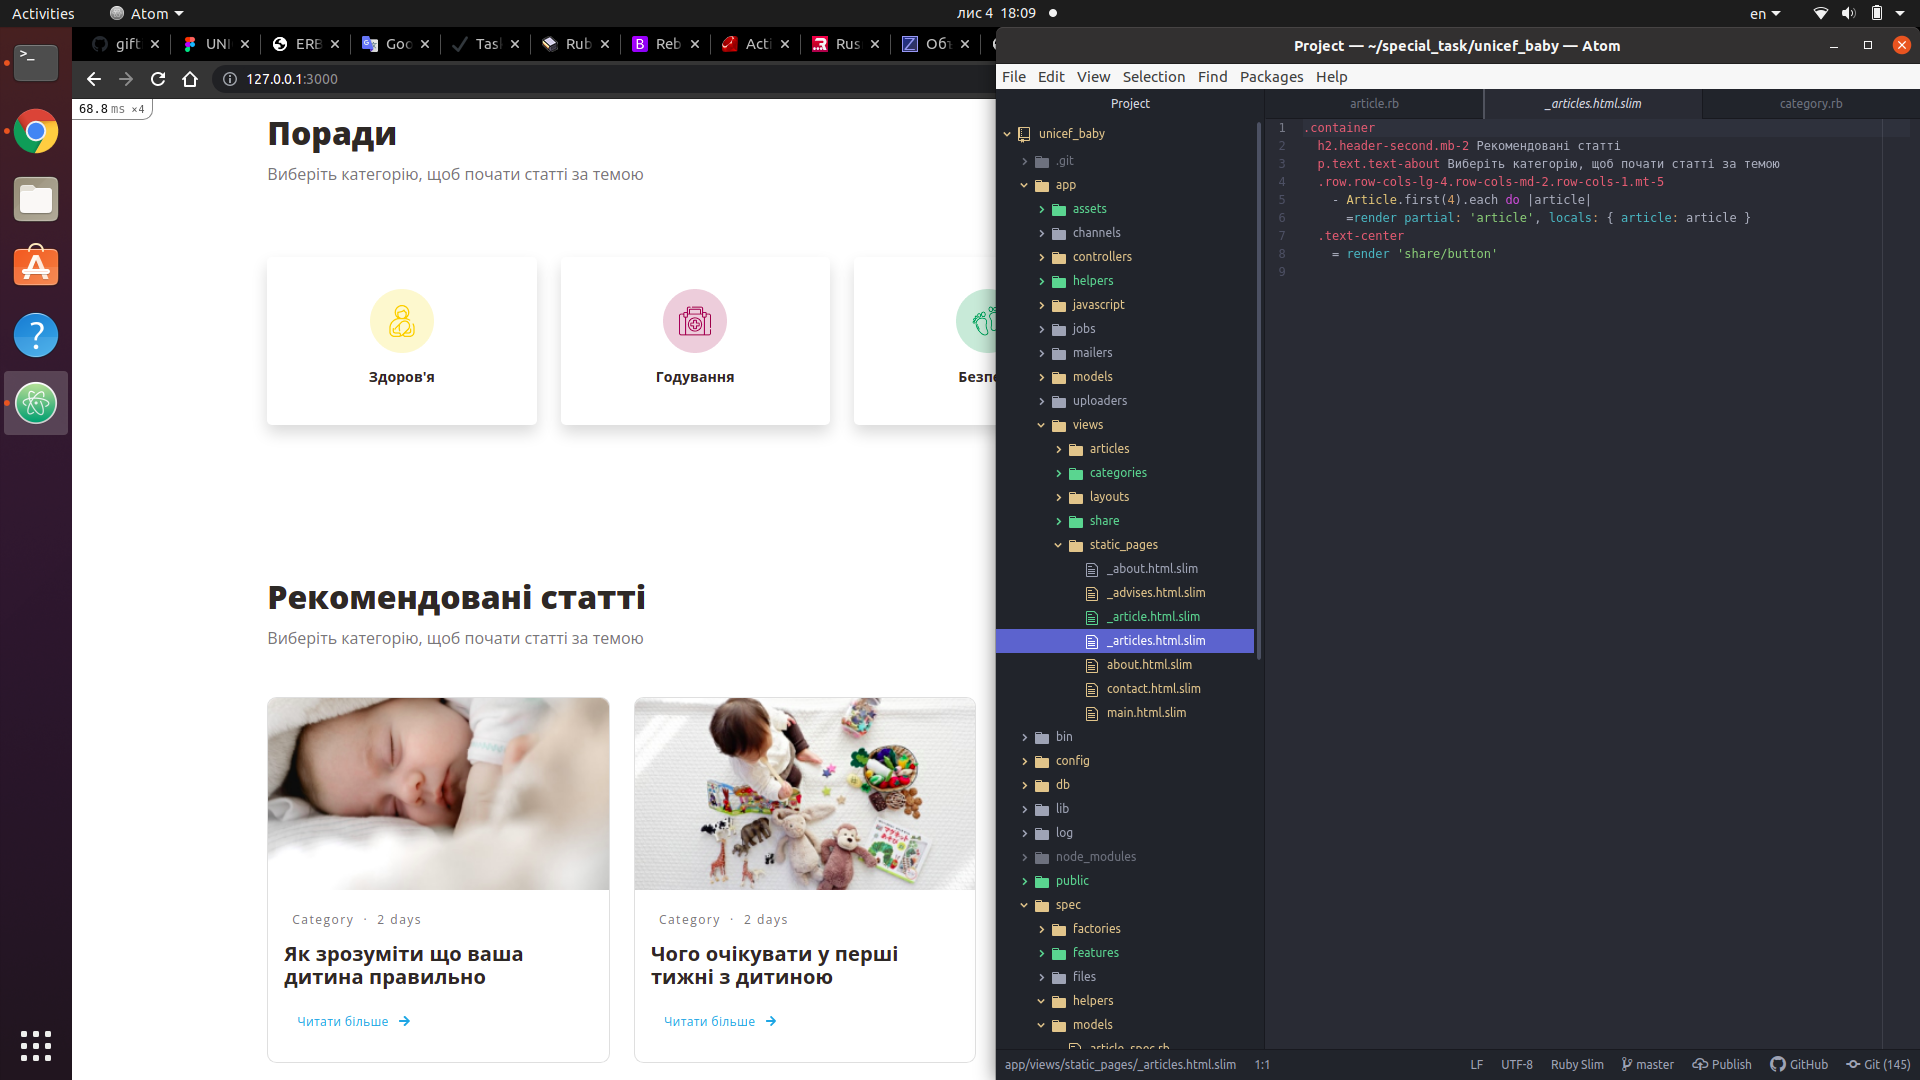 Activities
Atom
лис 4 18:09
en
gift
UNI
ERB
Goo
Tas
Rub
Reb
Acti
Rus
Об
127.0.0.1:3000
68.8 ms ×4
Поради
Виберіть категорію, щоб почати статті за темою
Здоров'я
Годування
Безпе
Рекомендовані статті
Виберіть категорію, щоб почати статті за темою
Category · 2 days
Як зрозуміти що ваша
дитина правильно
Читати більше
Category · 2 days
Чого очікувати у перші
тижні з дитиною
Читати більше
Project — ~/special_task/unicef_baby — Atom
File Edit View Selection Find Packages Help
Project
unicef_baby
.git
app
assets
channels
controllers
helpers
javascript
jobs
mailers
models
uploaders
views
articles
categories
layouts
share
static_pages
_about.html.slim
_advises.html.slim
_article.html.slim
_articles.html.slim
about.html.slim
contact.html.slim
main.html.slim
bin
config
db
lib
log
node_modules
public
spec
factories
features
files
helpers
models
article_spec.rb
article.rb
_articles.html.slim
category.rb
1 .container
2 h2.header-second.mb-2 Рекомендовані статті
3 p.text.text-about Виберіть категорію, щоб почати статті за темою
4 .row.row-cols-lg-4.row-cols-md-2.row-cols-1.mt-5
5 - Article.first(4).each do |article|
6 =render partial: 'article', locals: { article: article }
7 .text-center
8 = render 'share/button'
9
app/views/static_pages/_articles.html.slim 1:1
LF UTF-8 Ruby Slim master Publish GitHub Git (145)